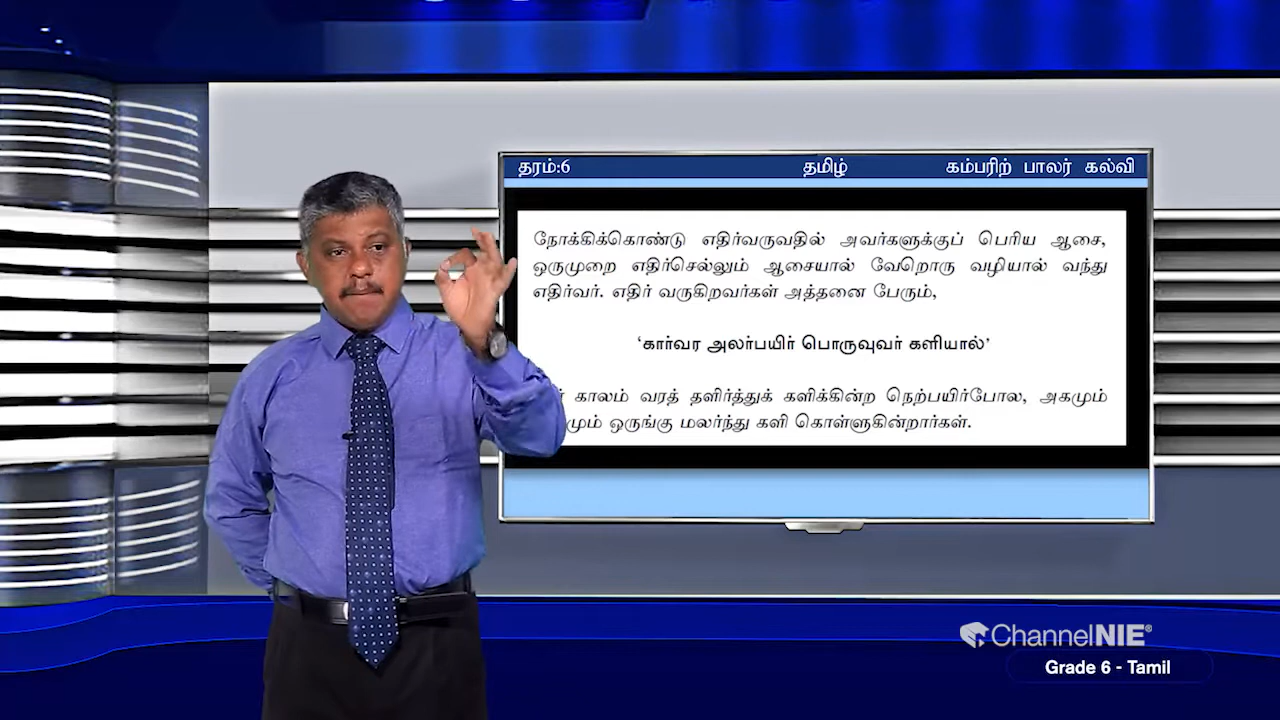 தரம்:6 தமிழ் கம்பரிற் பாலர் கல்வி
நோக்கிக்கொண்டு எதிர்வருவதில் அவர்களுக்குப் பெரிய ஆசை,
ஒருமுறை எதிர்செல்லும் ஆசையால் வேறொரு வழியால் வந்து
எதிர்வர். எதிர் வருகிறவர்கள் அத்தனை பேரும்,
‘கார்வர அலர்பயிர் பொருவுவர் களியால்’
காலம் வரத் தளிர்த்துக் களிக்கின்ற நெற்பயிர்போல, அகமும்
ஒருங்கு மலர்ந்து களி கொள்ளுகின்றார்கள்.
ChannelNIE®
Grade 6 - Tamil